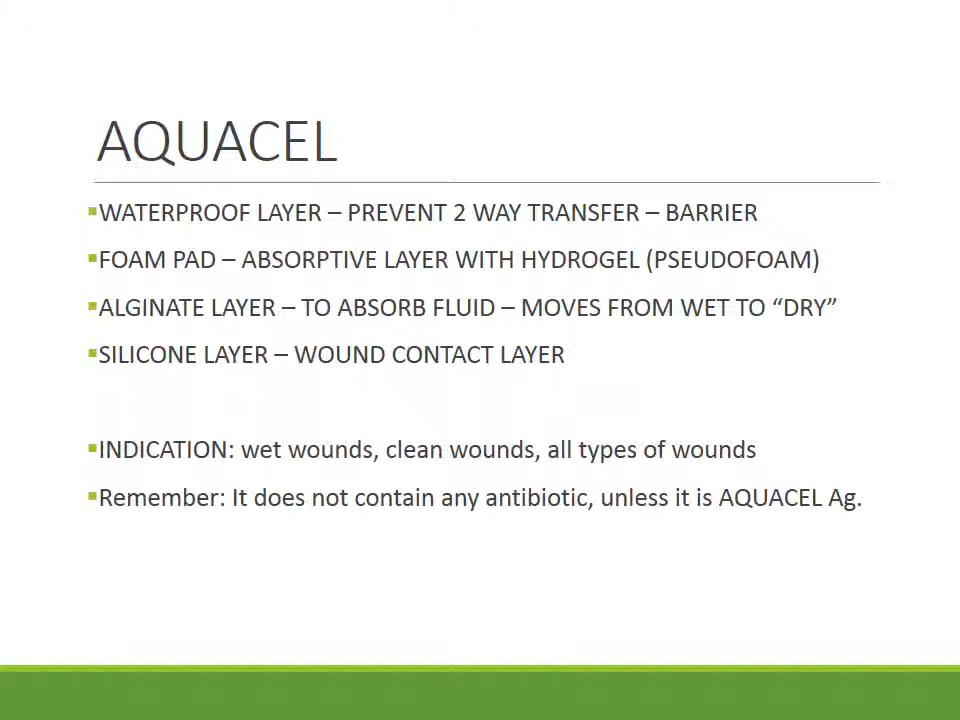 AQUACEL
▪WATERPROOF LAYER – PREVENT 2 WAY TRANSFER – BARRIER
▪FOAM PAD – ABSORPTIVE LAYER WITH HYDROGEL (PSEUDOFOAM)
▪ALGINATE LAYER – TO ABSORB FLUID – MOVES FROM WET TO “DRY”
▪SILICONE LAYER – WOUND CONTACT LAYER
▪INDICATION: wet wounds, clean wounds, all types of wounds
▪Remember: It does not contain any antibiotic, unless it is AQUACEL Ag.